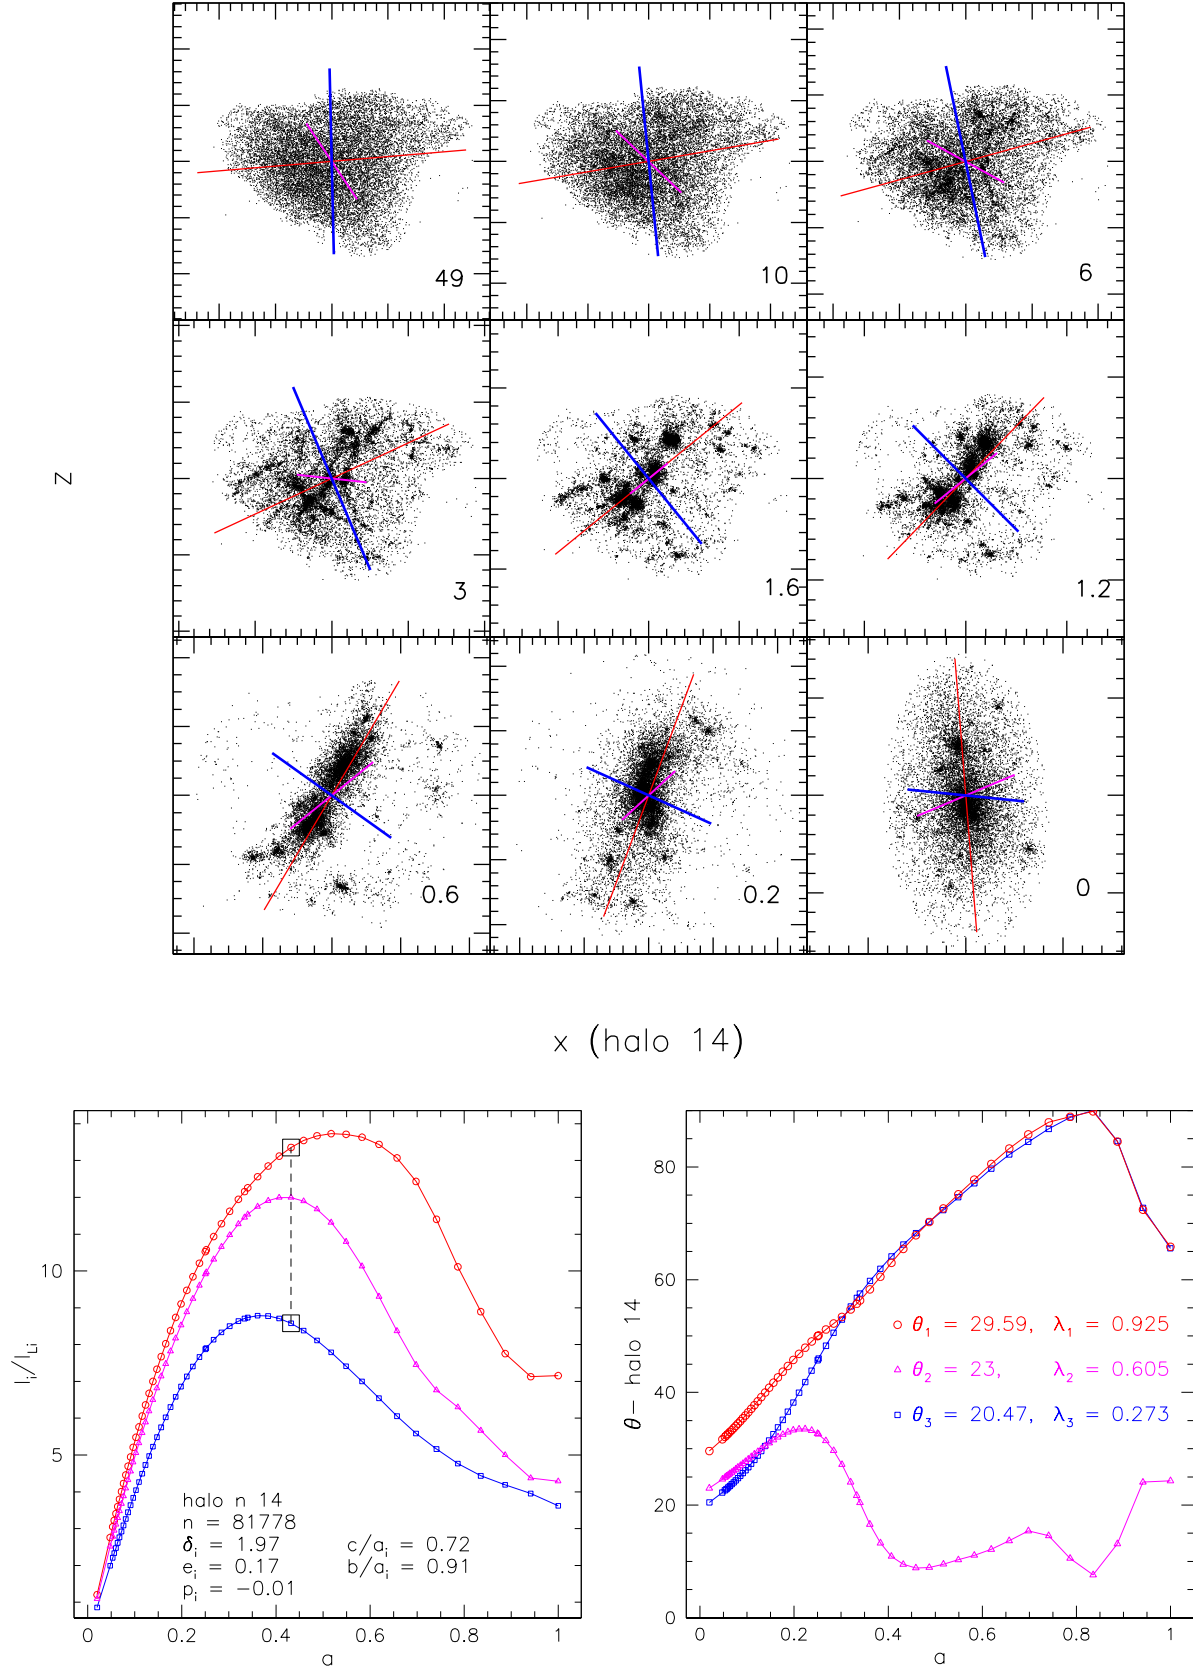 49
10
6
3
1.6
1.2
0.6
0.2
0
z
x (halo 14)
10
5
0
0.2
0.4
0.6
0.8
1
I_i/I_Li
a
halo n 14
n = 81778
δ_i = 1.97 c/a_i = 0.72
e_i = 0.17 b/a_i = 0.91
p_i = −0.01
80
60
40
20
0
0
0.2
0.4
0.6
0.8
1
θ− halo 14
a
θ_1 = 29.59, λ_1 = 0.925
θ_2 = 23, λ_2 = 0.605
θ_3 = 20.47, λ_3 = 0.273